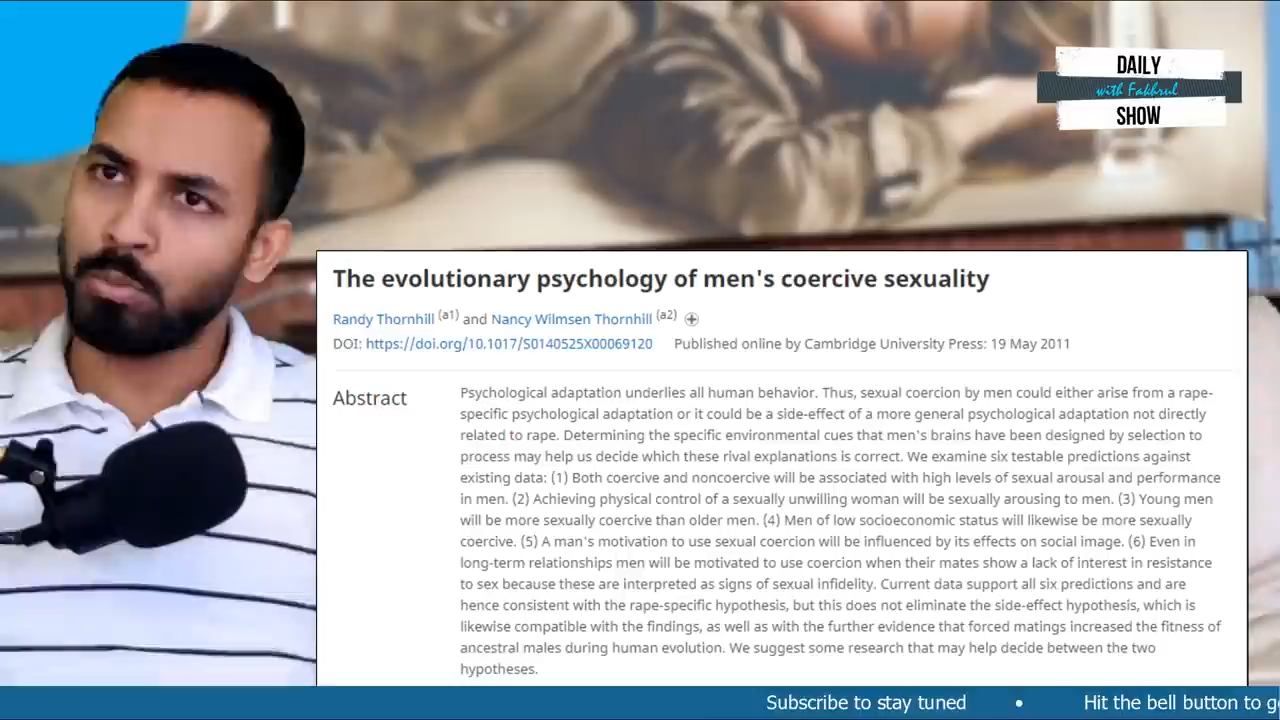 DAILY
with Fakhrul
SHOW
The evolutionary psychology of men's coercive sexuality
Randy Thornhill (a1) and Nancy Wilmsen Thornhill (a2)
DOI: https://doi.org/10.1017/S0140525X00069120 Published online by Cambridge University Press: 19 May 2011
Abstract
Psychological adaptation underlies all human behavior. Thus, sexual coercion by men could either arise from a rape-
specific psychological adaptation or it could be a side-effect of a more general psychological adaptation not directly
related to rape. Determining the specific environmental cues that men's brains have been designed by selection to
process may help us decide which these rival explanations is correct. We examine six testable predictions against
existing data: (1) Both coercive and noncoercive will be associated with high levels of sexual arousal and performance
in men. (2) Achieving physical control of a sexually unwilling woman will be sexually arousing to men. (3) Young men
will be more sexually coercive than older men. (4) Men of low socioeconomic status will likewise be more sexually
coercive. (5) A man's motivation to use sexual coercion will be influenced by its effects on social image. (6) Even in
long-term relationships men will be motivated to use coercion when their mates show a lack of interest in resistance
to sex because these are interpreted as signs of sexual infidelity. Current data support all six predictions and are
hence consistent with the rape-specific hypothesis, but this does not eliminate the side-effect hypothesis, which is
likewise compatible with the findings, as well as with the further evidence that forced matings increased the fitness of
ancestral males during human evolution. We suggest some research that may help decide between the two
hypotheses.
Subscribe to stay tuned • Hit the bell button to g